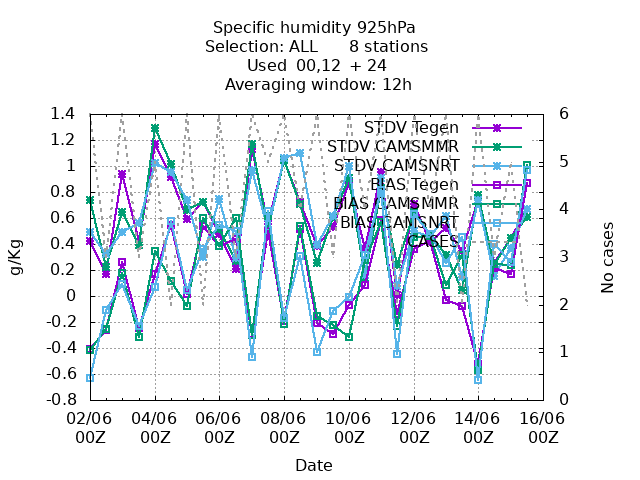 Specific humidity 925hPa
Selection: ALL 8 stations
Used 00,12 + 24
Averaging window: 12h
1.4
1.2
1
0.8
0.6
0.4
0.2
0
-0.2
-0.4
-0.6
-0.8
g/Kg
6
5
4
3
2
1
0
No cases
STDV Tegen
STDV CAMSMMR
STDV CAMSNRT
BIAS Tegen
BIAS CAMSMMR
BIAS CAMSNRT
CASES
02/06 04/06 06/06 08/06 10/06 12/06 14/06 16/06
00Z 00Z 00Z 00Z 00Z 00Z 00Z 00Z
Date